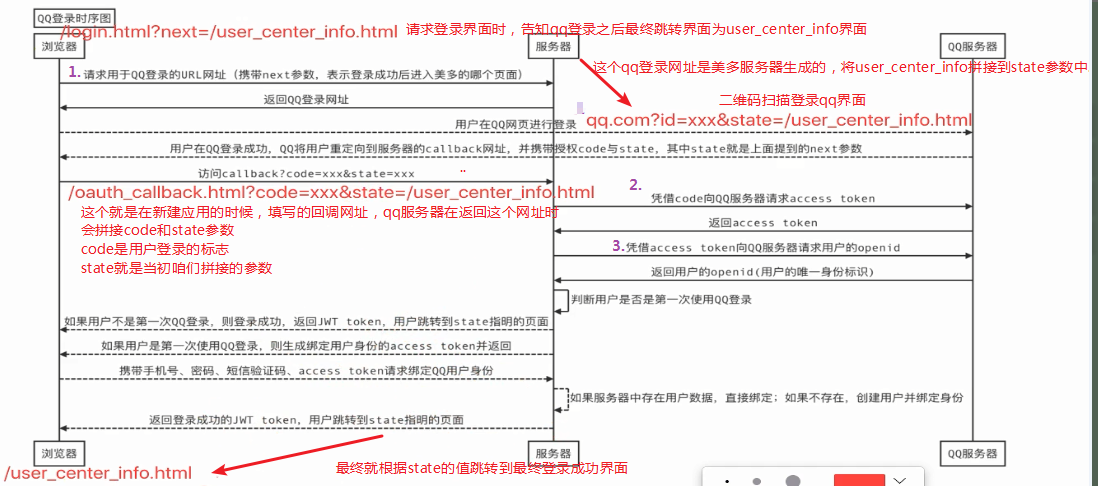 QQ登录时序图
/login.html?next=/user_center_info.html
请求登录界面时，告知qq登录之后最终跳转界面为user_center_info界面
浏览器
服务器
QQ服务器
这个qq登录网址是美多服务器生成的，将user_center_info拼接到state参数中
1.请求用于QQ登录的URL网址（携带next参数，表示登录成功后进入美多的哪个页面）
返回QQ登录网址
二维码扫描登录qq界面
用户在QQ网页进行登录
qq.com?id=xxx&state=/user_center_info.html
用户在QQ登录成功，QQ将用户重定向到服务器的callback网址，并携带授权code与state，其中state就是上面提到的next参数
访问callback?code=xxx&state=xxx
/oauth_callback.html?code=xxx&state=/user_center_info.html
2.
凭借code向QQ服务器请求access token
这个就是在新建应用的时候，填写的回调网址，qq服务器在返回这个网址时
会拼接code和state参数
code是用户登录的标志
state就是当初咱们拼接的参数
返回access token
3.凭借access token向QQ服务器请求用户的openid
返回用户的openid(用户的唯一身份标识)
判断用户是否是第一次使用QQ登录
如果用户不是第一次QQ登录，则登录成功，返回JWT token，用户跳转到state指明的页面
如果用户是第一次使用QQ登录，则生成绑定用户身份的access token并返回
携带手机号、密码、短信验证码、access token请求绑定QQ用户身份
如果服务器中存在用户数据，直接绑定；如果不存在，创建用户并绑定身份
返回登录成功的JWT token，用户跳转到state指明的页面
浏览器
服务器
QQ服务器
/user_center_info.html
最终就根据state的值跳转到最终登录成功界面